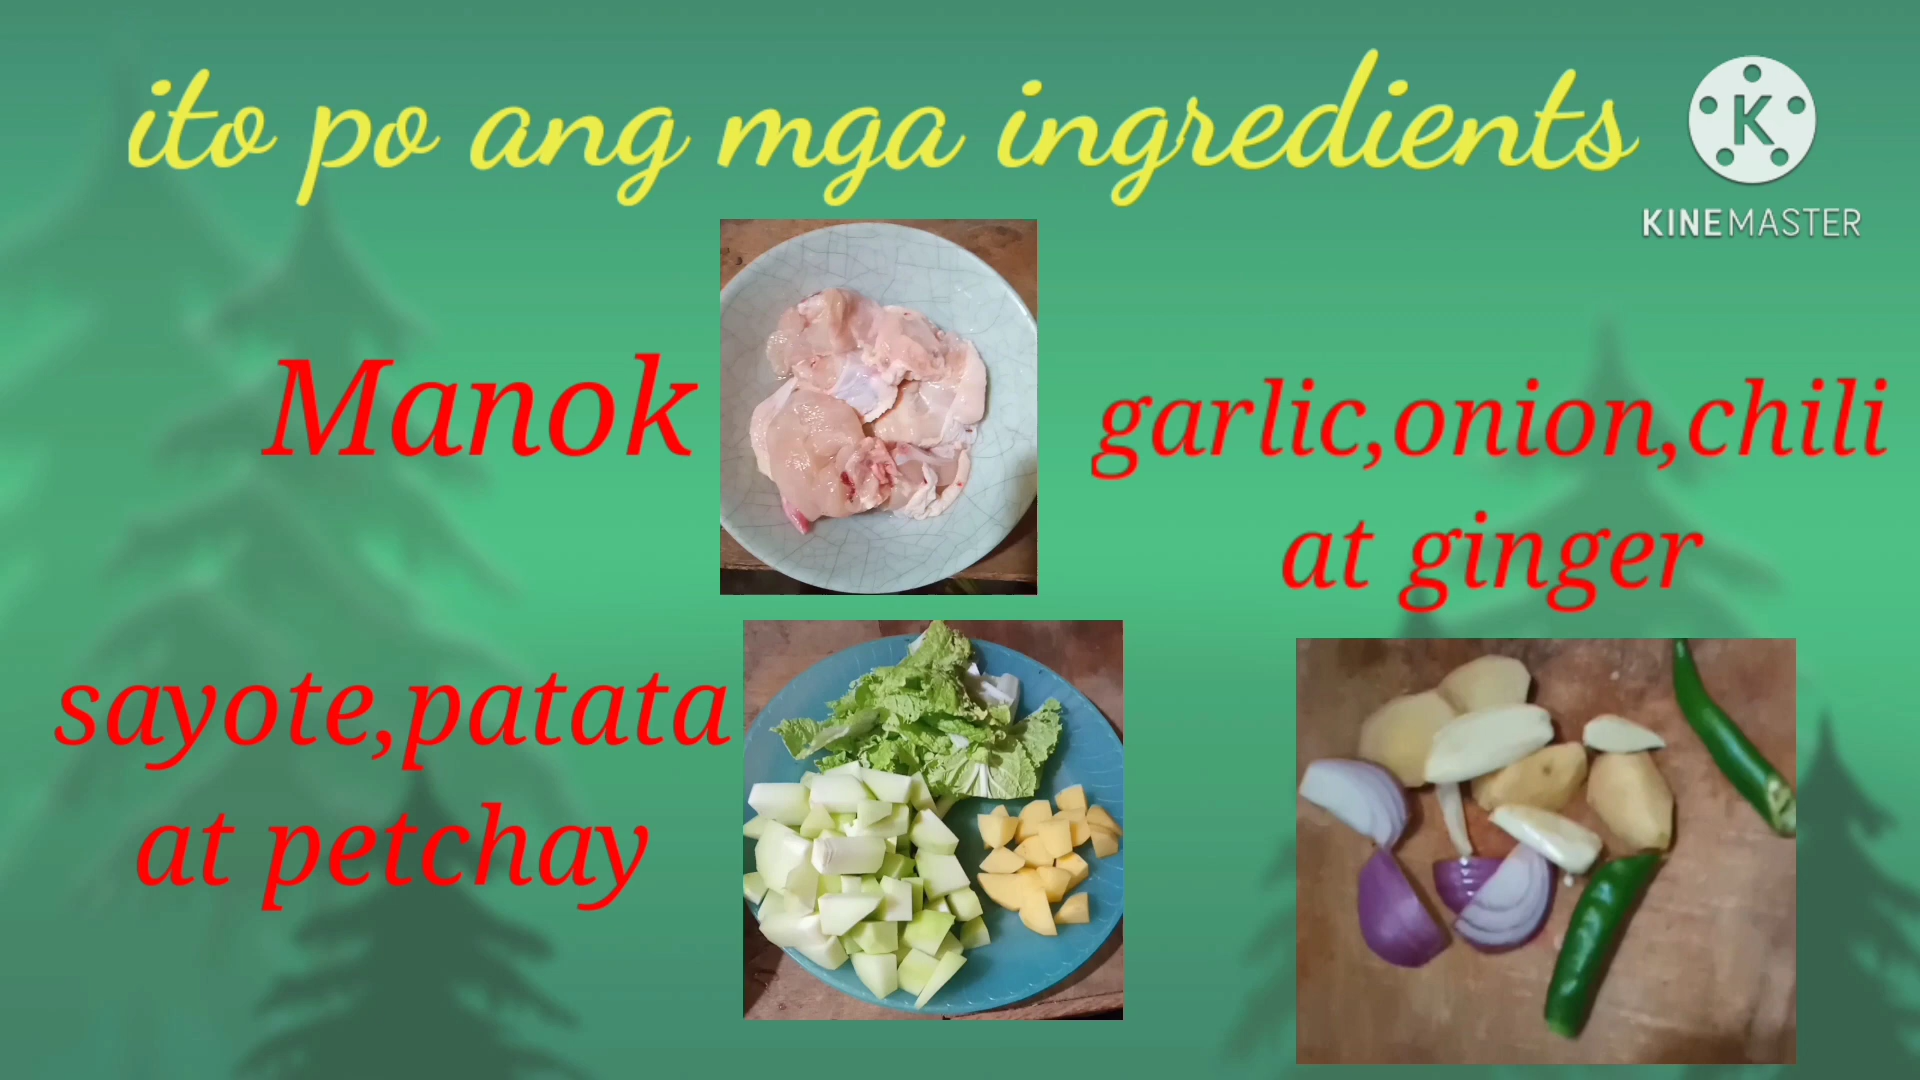 ito po ang mga ingredients
K
KINEMASTER
Manok
garlic,onion,chili
at ginger
sayote,patata
at petchay